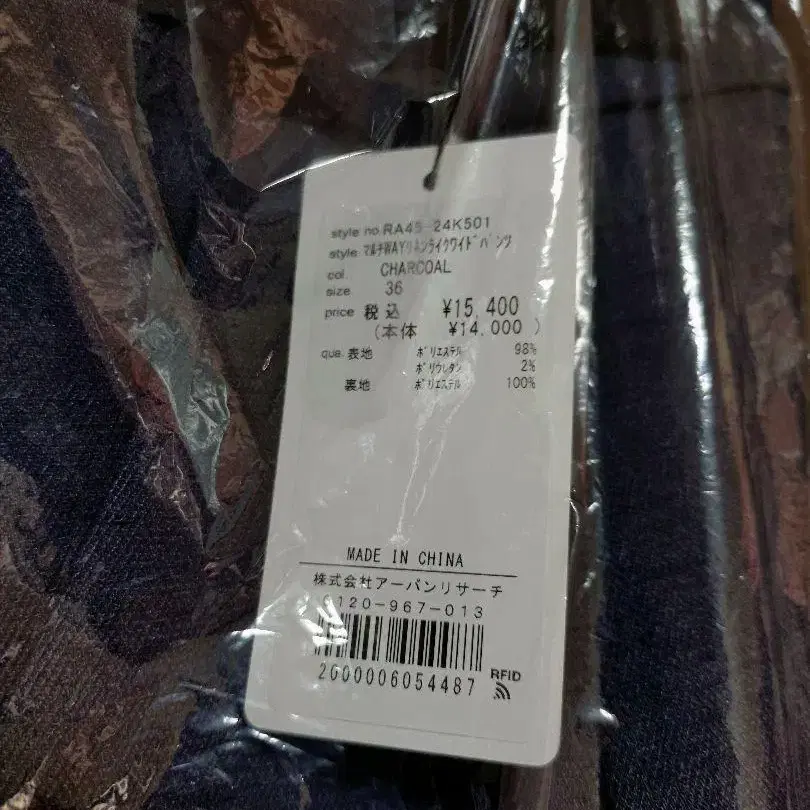 style no.RA45-24K501
style. ﾏﾙﾁWAYﾘﾈﾝﾗｲｸﾜｲﾄﾞﾊﾟﾝﾂ
col. CHARCOAL
size 36
price 税込 ¥15,400
(本体 ¥14,000 )
que. 表地 ﾎﾟﾘｴｽﾃﾙ 98%
ﾎﾟﾘｳﾚﾀﾝ 2%
裏地 ﾎﾟﾘｴｽﾃﾙ 100%
MADE IN CHINA
株式会社アーバンリサーチ
0120-967-013
2000006054487
RFID